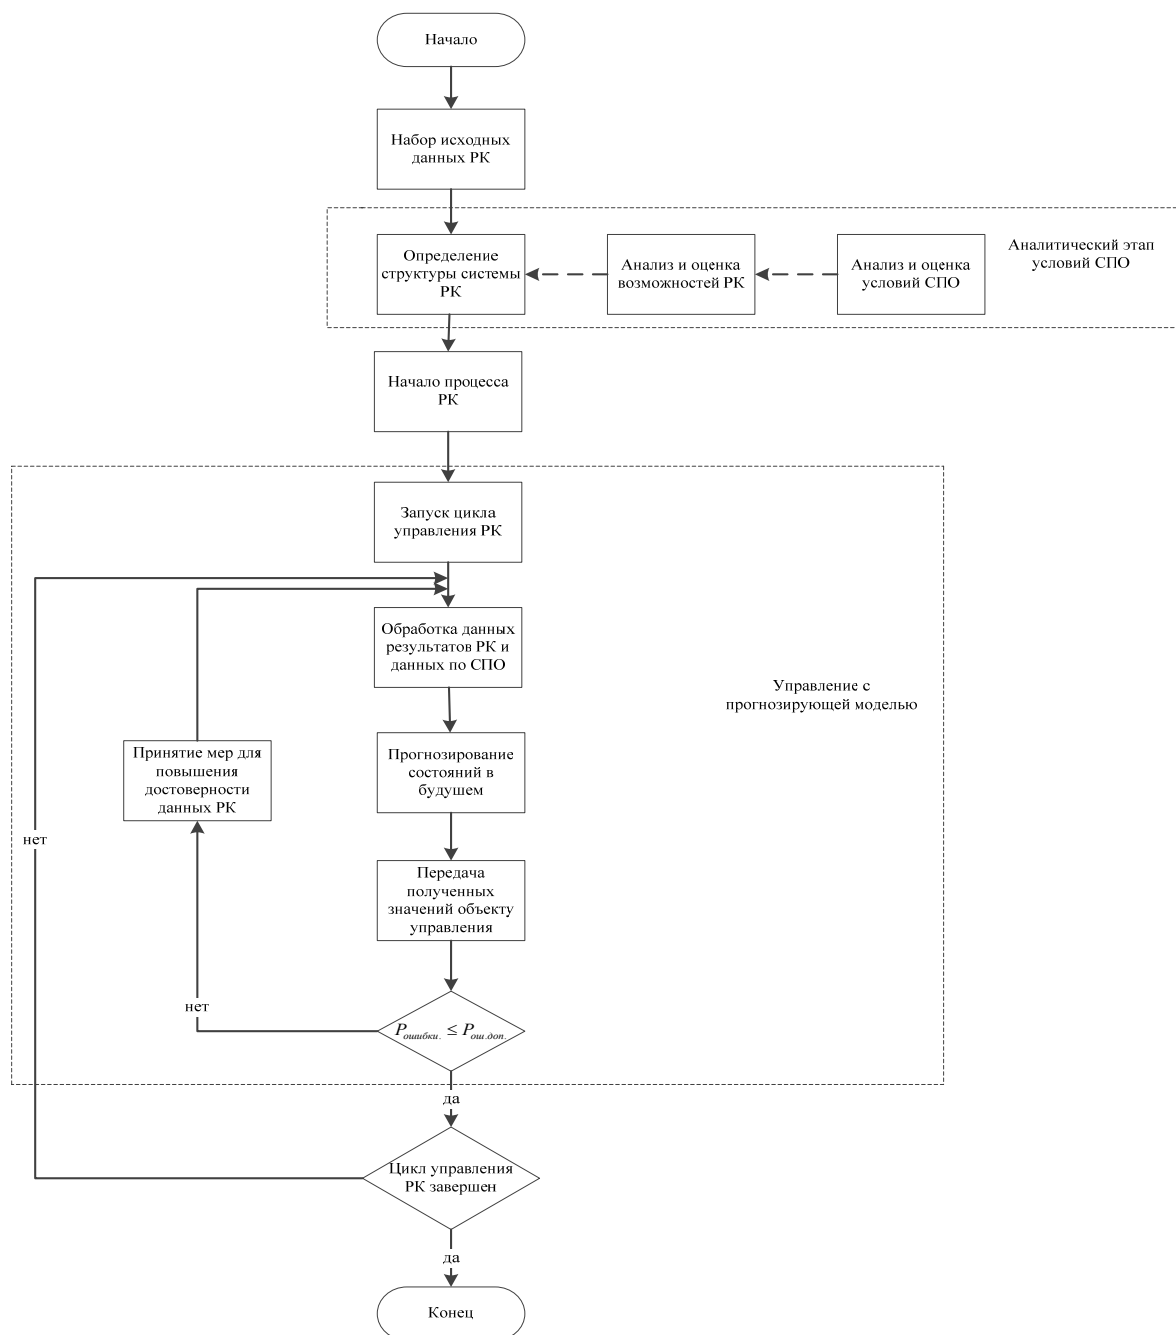 Начало
Набор исходных
данных РК
Определение
структуры системы
РК
Анализ и оценка
возможностей РК
Анализ и оценка
условий СПО
Аналитический этап
условий СПО
Начало процесса
РК
Запуск цикла
управления РК
Обработка данных
результатов РК и
данных по СПО
Управление с
прогнозирующей моделью
Принятие мер для
повышения
достоверности
данных РК
Прогнозирование
состояний в
будушем
нет
Передача
полученных
значений объекту
управления
нет
Pошибки. ≤ Pош.доп.
да
Цикл управления
РК завершен
да
Конец